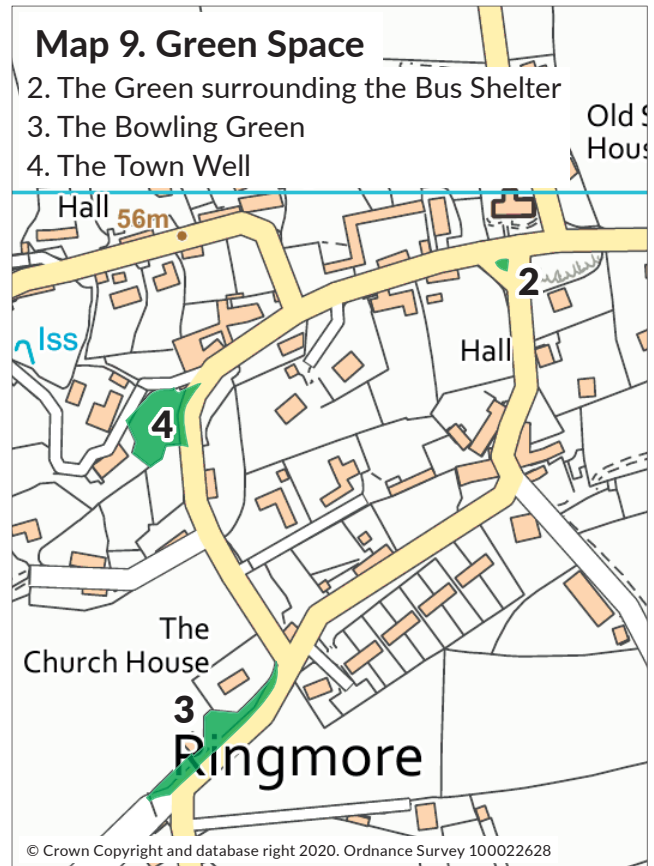 Map 9. Green Space
2. The Green surrounding the Bus Shelter
3. The Bowling Green
4. The Town Well
Old
Hall
56m
Iss
2
Hall
4
The
Church House
3
Ringmore
© Crown Copyright and database right 2020. Ordnance Survey 100022628